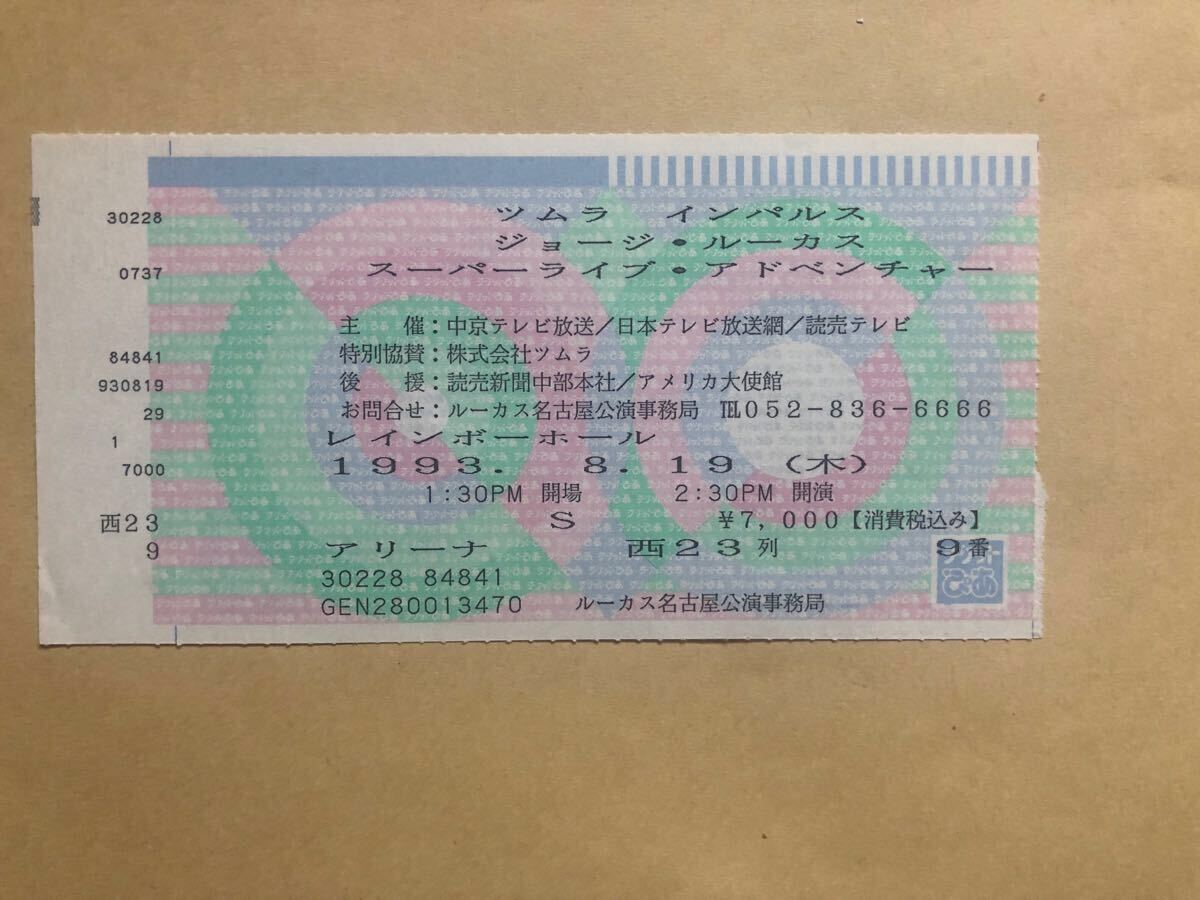 30228
0737
84841
930819
29
1
7000
西23
9
ツムラ インパルス
ジョージ・ルーカス
スーパーライブ・アドベンチャー
主 催：中京テレビ放送／日本テレビ放送網／読売テレビ
特別協賛：株式会社ツムラ
後 援：読売新聞中部本社／アメリカ大使館
お問合せ：ルーカス名古屋公演事務局 ℡052－836－6666
レインボーホール
1993. 8.19（木）
1:30PM 開場 2:30PM 開演
S ￥7,000【消費税込み】
アリーナ 西23列 9番
30228 84841
GEN280013470 ルーカス名古屋公演事務局
チケット
ぴあ